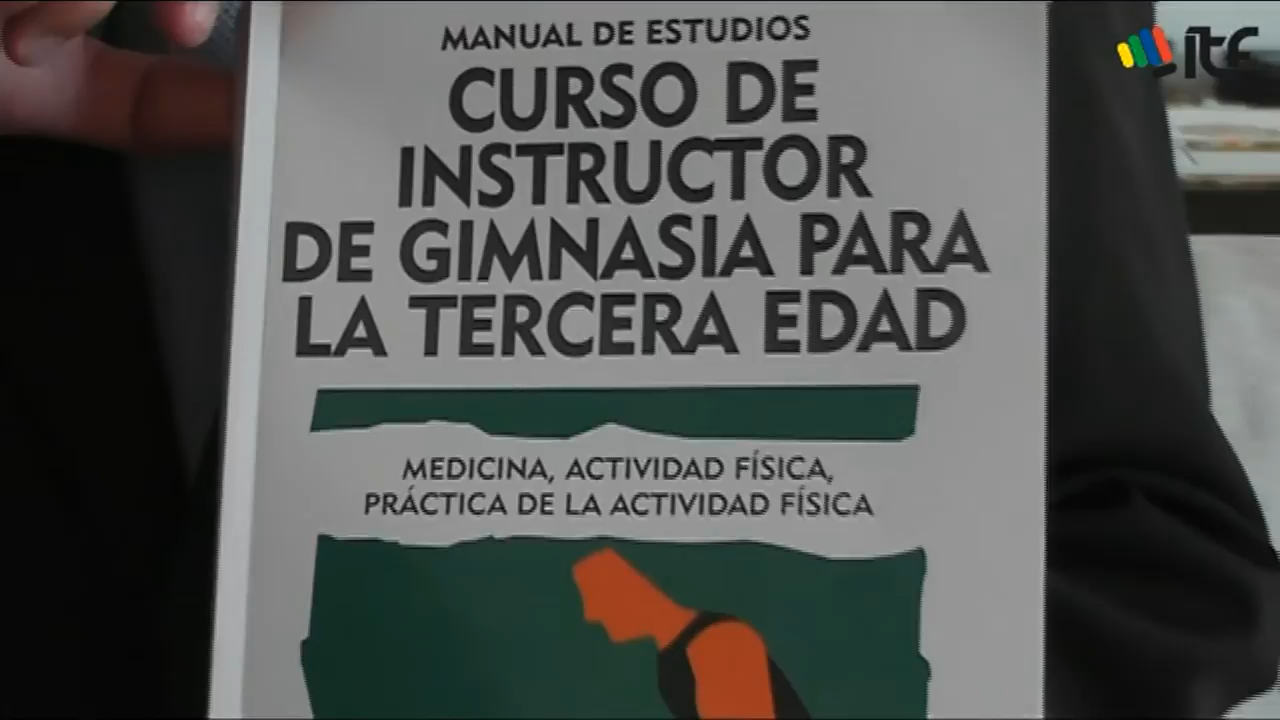 MANUAL DE ESTUDIOS
CURSO DE
INSTRUCTOR
DE GIMNASIA PARA
LA TERCERA EDAD
MEDICINA, ACTIVIDAD FÍSICA,
PRÁCTICA DE LA ACTIVIDAD FÍSICA
itf